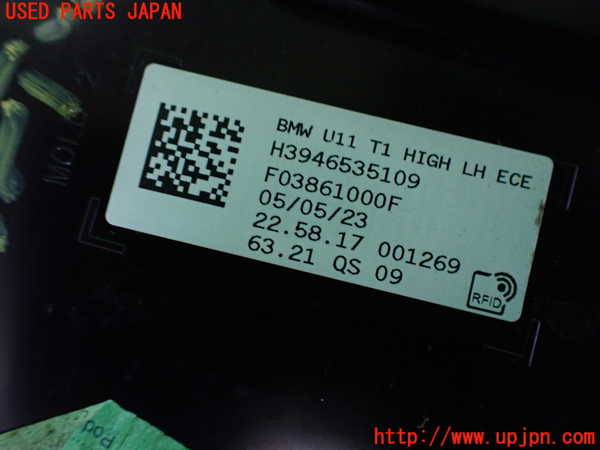 USED PARTS JAPAN
BMW U11 T1 HIGH LH ECE
H3946535109
F03861000F
05/05/23
22.58.17 001269
63.21 QS 09
RFID
Pod
http://www.upjpn.com/